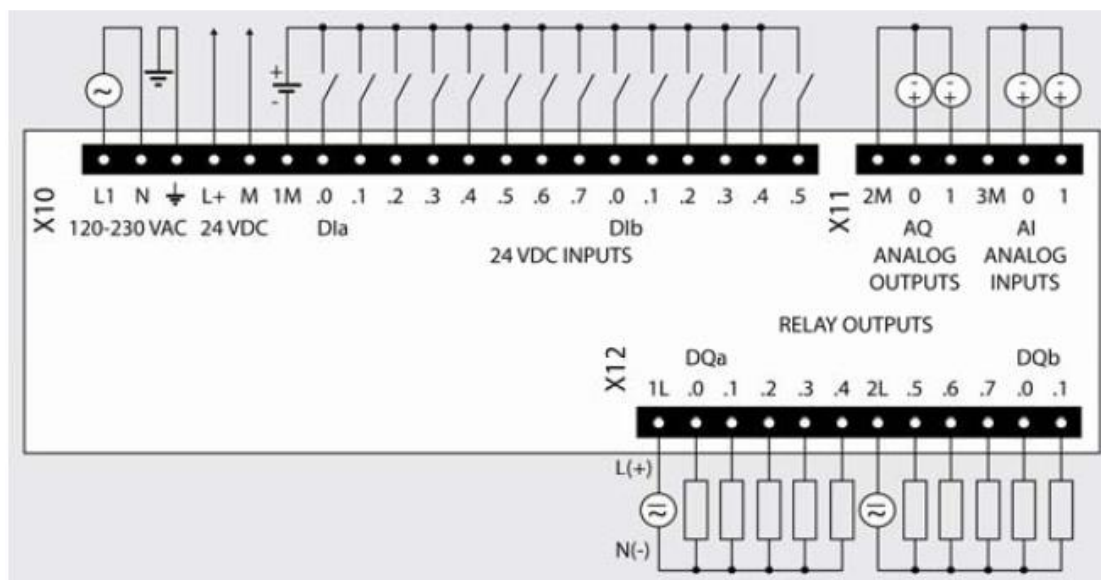 X10
L1 N L+ M 1M .0 .1 .2 .3 .4 .5 .6 .7 .0 .1 .2 .3 .4 .5
120-230 VAC 24 VDC DIa DIb
24 VDC INPUTS
X11
2M 0 1 3M 0 1
AQ AI
ANALOG ANALOG
OUTPUTS INPUTS
RELAY OUTPUTS
X12
DQa DQb
1L .0 .1 .2 .3 .4 2L .5 .6 .7 .0 .1
L(+)
N(-)